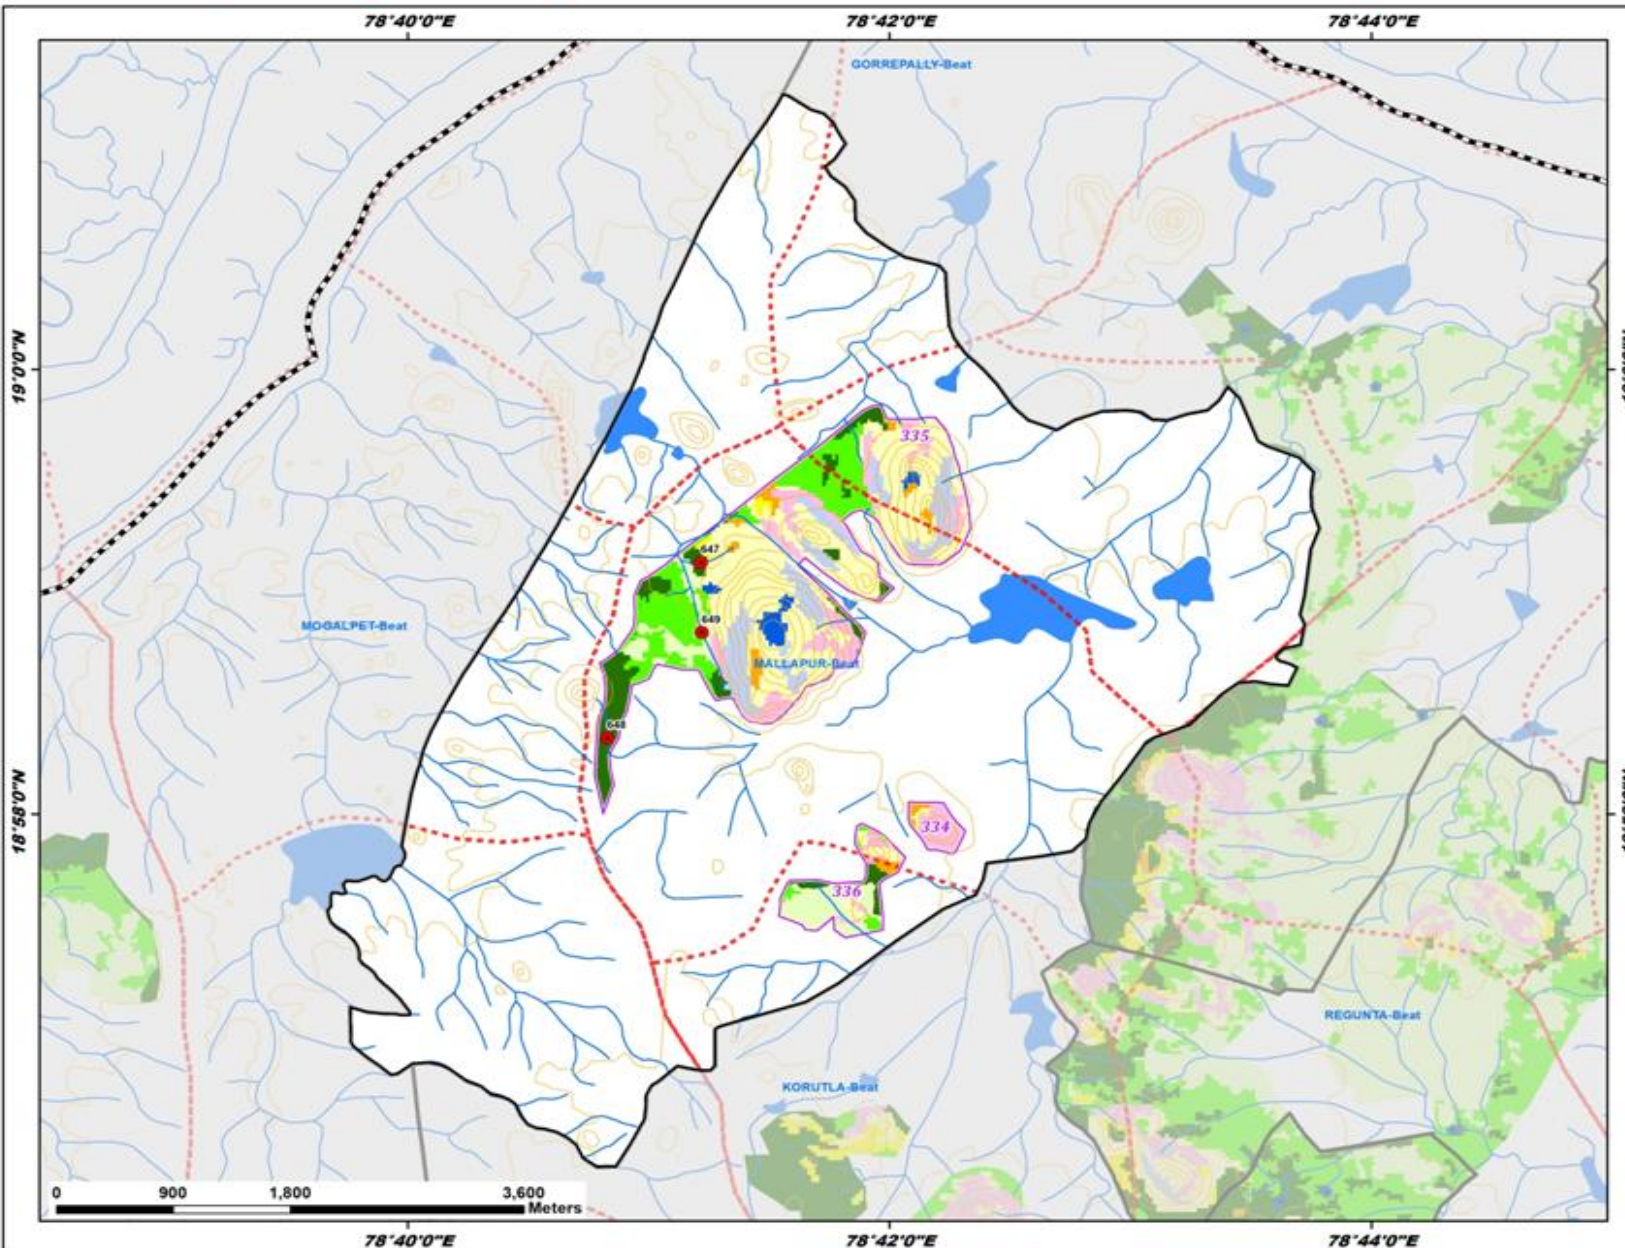 78°40'0"E 78°42'0"E 78°44'0"E
GORREPALLY-Beat
19°0'0"N
335
647
649
MOGALPET-Beat
MALLAPUR-Beat
648
18°58'0"N
334
336
REGUNTA-Beat
KORUTLA-Beat
0 900 1,800 3,600
Meters
78°40'0"E 78°42'0"E 78°44'0"E